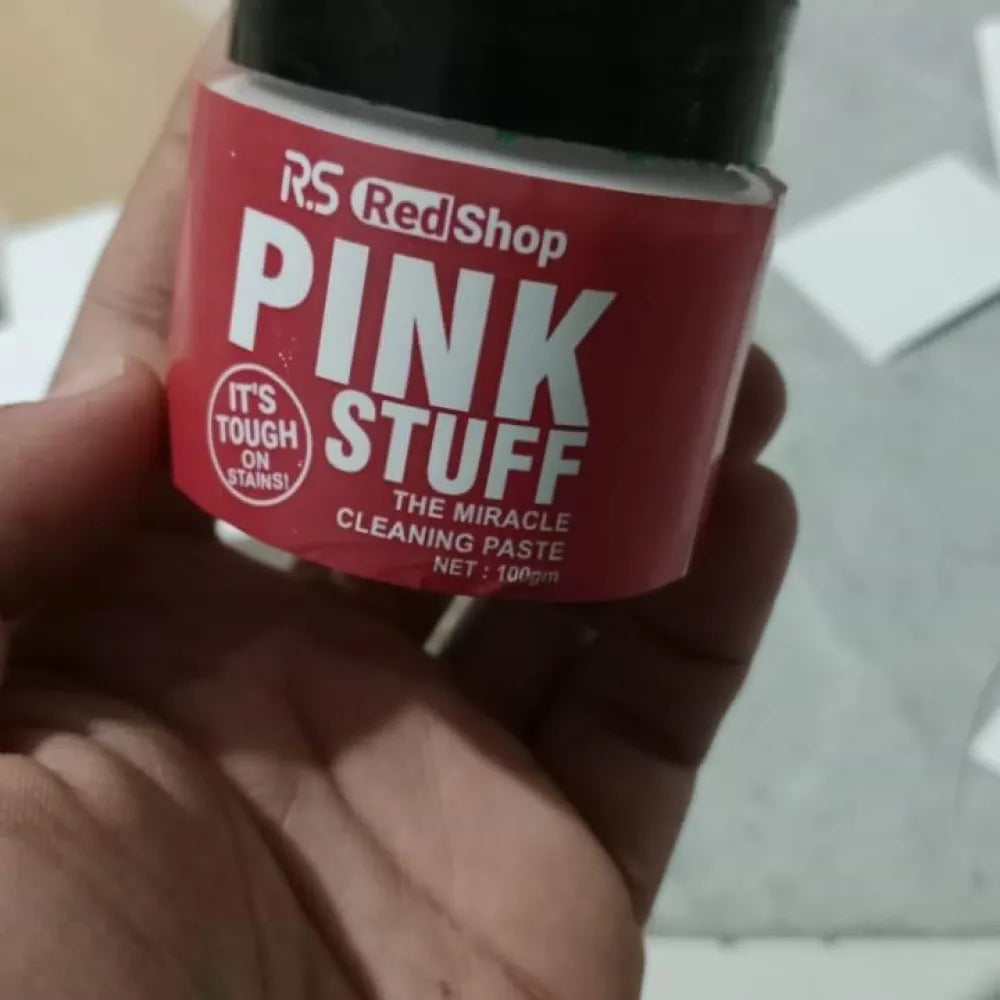 R.S RedShop
PINK
STUFF
IT'S
TOUGH
ON
STAINS!
THE MIRACLE
CLEANING PASTE
NET : 100gm